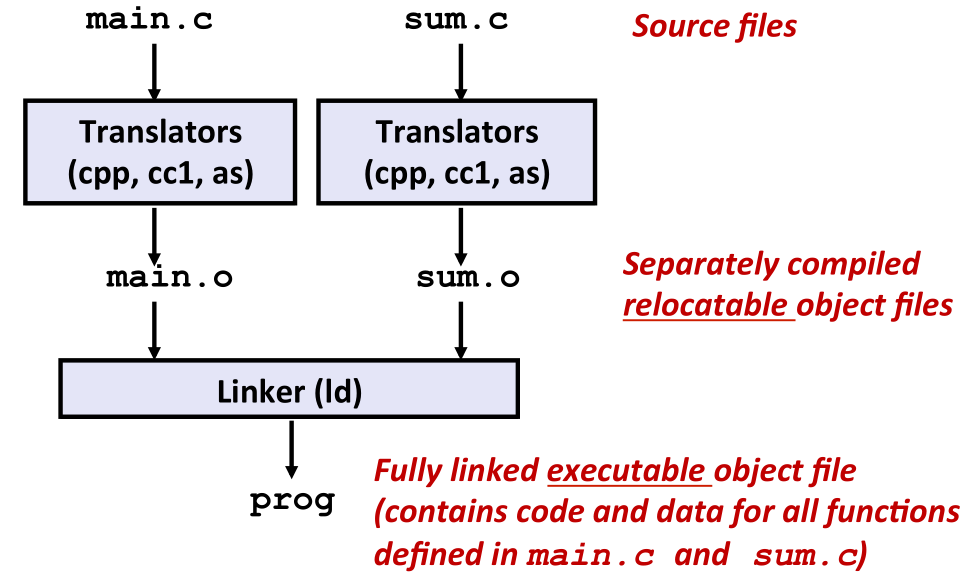 main.c
sum.c
Source files
Translators
(cpp, cc1, as)
Translators
(cpp, cc1, as)
main.o
sum.o
Separately compiled
relocatable object files
Linker (ld)
prog
Fully linked executable object file
(contains code and data for all functions
defined in main.c and sum.c)